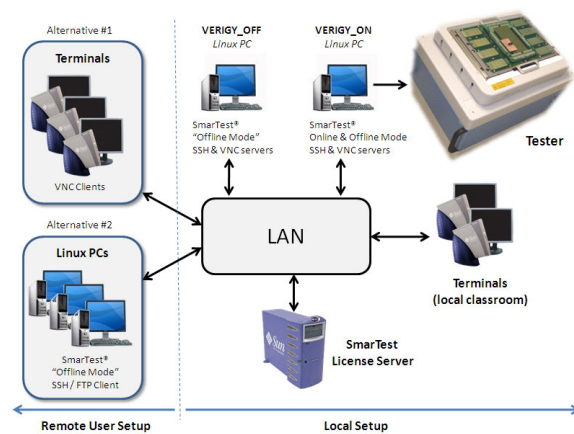 Alternative #1
Terminals
VNC Clients
Alternative #2
Linux PCs
SmarTest®
"Offline Mode"
SSH / FTP Client
VERIGY_OFF
Linux PC
SmarTest®
"Offline Mode"
SSH & VNC servers
VERIGY_ON
Linux PC
SmarTest®
Online & Offline Mode
SSH & VNC servers
Tester
LAN
Terminals
(local classroom)
Sun
SmarTest
License Server
Remote User Setup
Local Setup